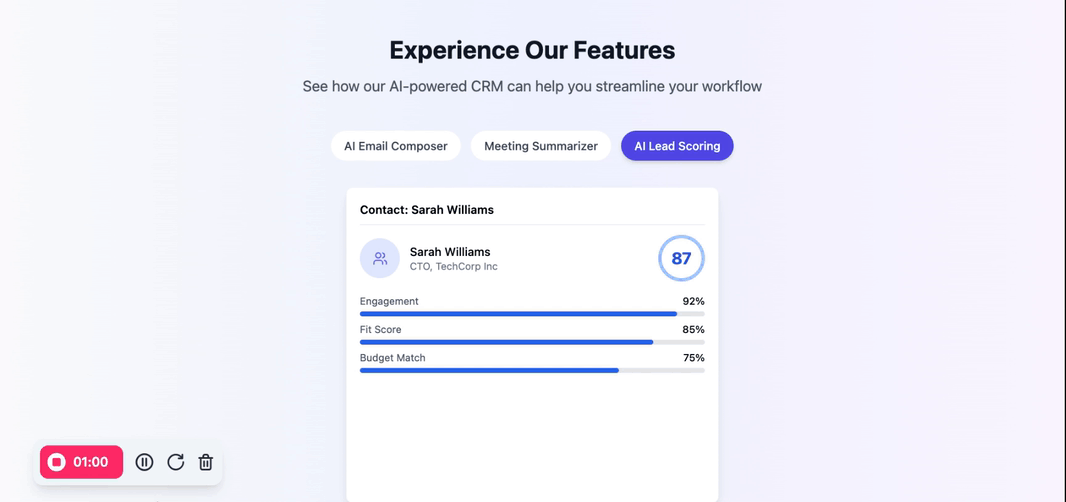 Experience Our Features
See how our AI-powered CRM can help you streamline your workflow
AI Email Composer
Meeting Summarizer
AI Lead Scoring
Contact: Sarah Williams
Sarah Williams
CTO, TechCorp Inc
87
Engagement 92%
Fit Score 85%
Budget Match 75%
01:00